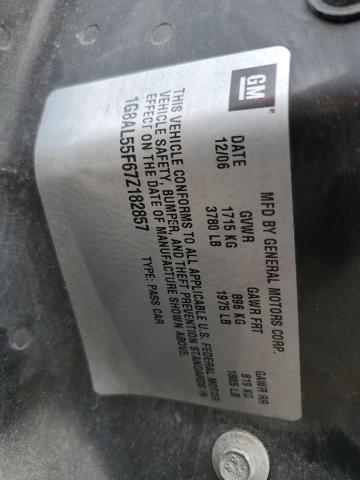 GM
MFD BY GENERAL MOTORS CORP.
DATE GVWR GAWR FRT GAWR RR
12/06 1715 KG 896 KG 819 KG
3780 LB 1975 LB 1805 LB
THIS VEHICLE CONFORMS TO ALL APPLICABLE U.S. FEDERAL MOTOR
VEHICLE SAFETY, BUMPER, AND THEFT PREVENTION STANDARDS IN
EFFECT ON THE DATE OF MANUFACTURE SHOWN ABOVE.
1G8AL55F67Z182857 TYPE: PASS CAR